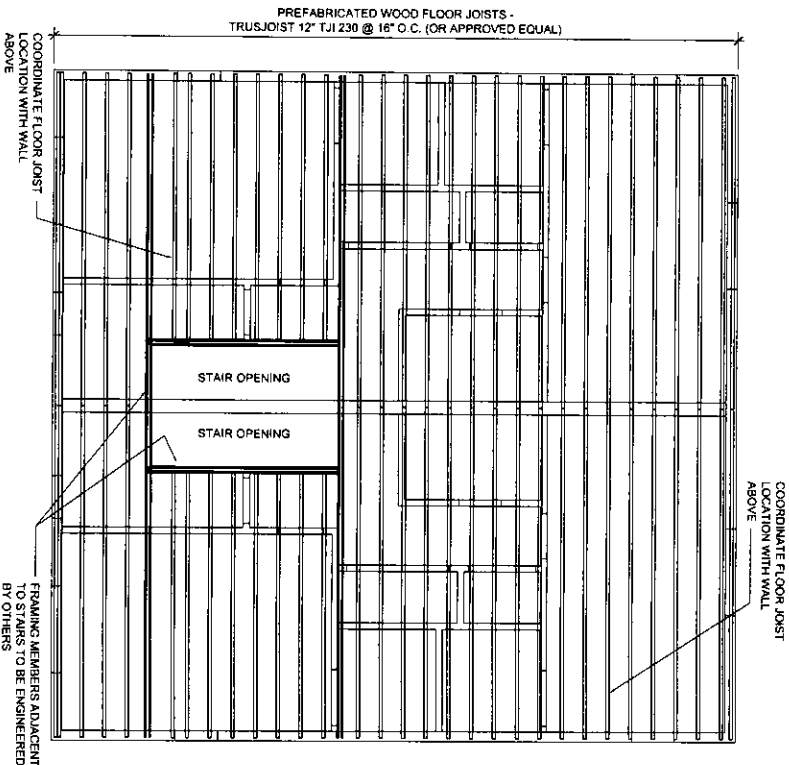 PREFABRICATED WOOD FLOOR JOISTS -
TRUSJOIST 12" TJI 230 @ 16" O.C. (OR APPROVED EQUAL)
COORDINATE FLOOR JOIST
LOCATION WITH WALL
ABOVE
STAIR OPENING
STAIR OPENING
COORDINATE FLOOR JOIST
LOCATION WITH WALL
ABOVE
FRAMING MEMBERS ADJACENT
TO STAIRS TO BE ENGINEERED
BY OTHERS